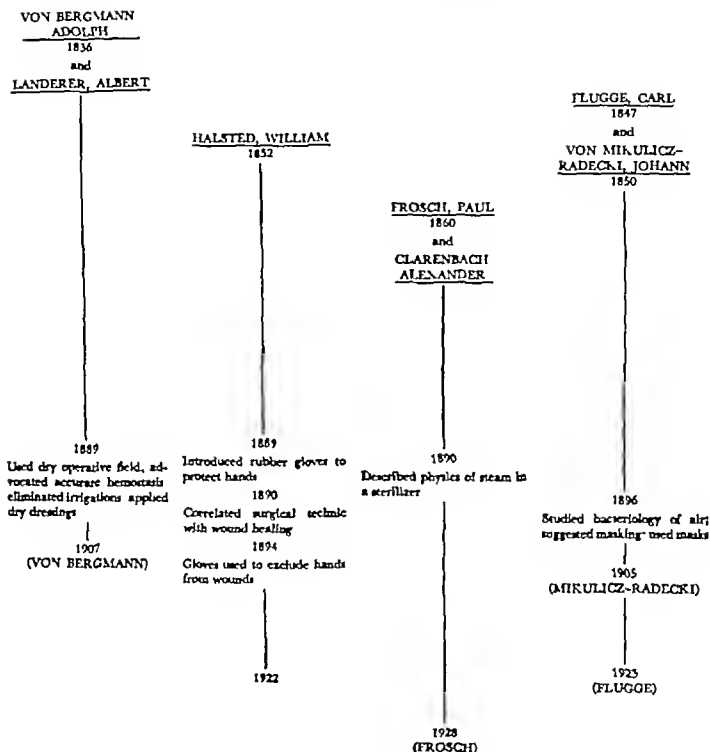 VON BERGMANN
ADOLPH
1836
and
LANDERER, ALBERT
1889
Used dry operative field, ad-
vocated accurate hemostasis
eliminated irrigations applied
dry dressings
1907
(VON BERGMANN)
HALSTED, WILLIAM
1852
1889
Introduced rubber gloves to
protect hands
1890
Correlated surgical technic
with wound healing
1894
Gloves used to exclude hands
from wounds
1922
FROSCH, PAUL
1860
and
CLARENBACH
ALEXANDER
1890
Described physics of steam in
a sterilizer
1928
(FROSCH)
FLUGGE, CARL
1847
and
VON MIKULICZ-
RADECKI, JOHANN
1850
1896
Studied bacteriology of air;
suggested masking- used masks
1905
(MIKULICZ-RADECKI)
1923
(FLUGGE)